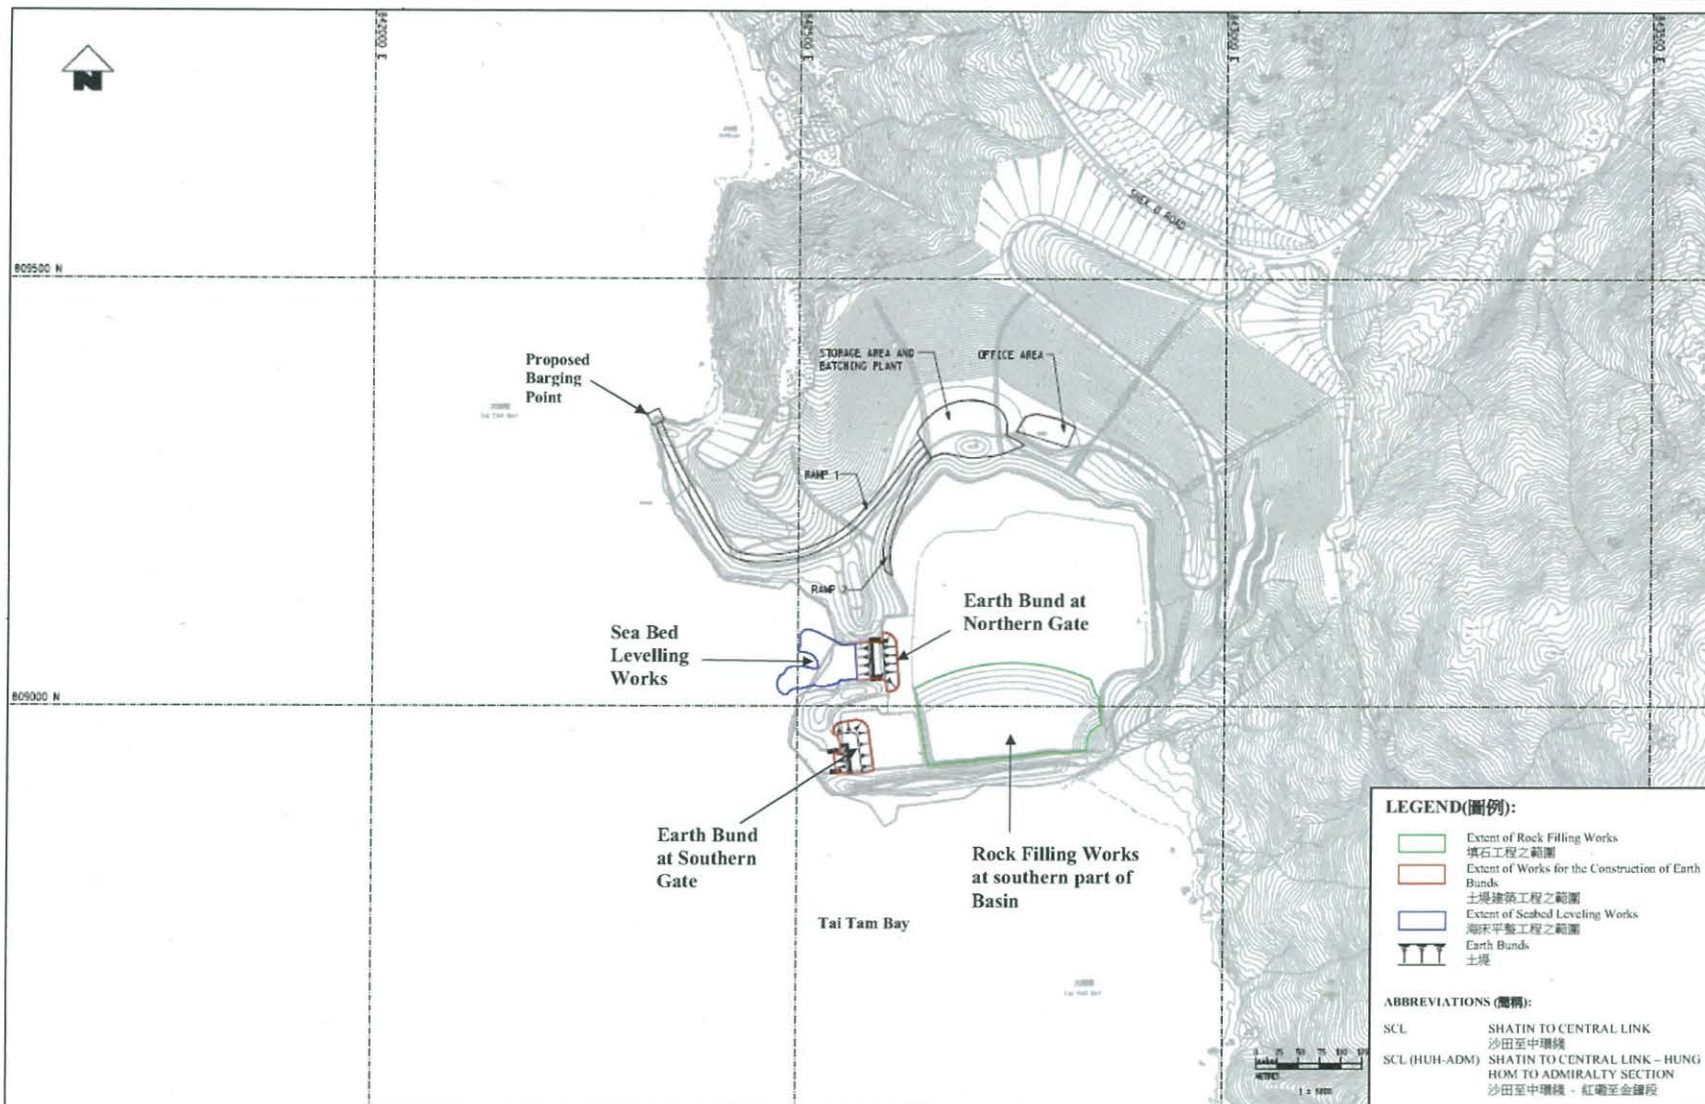 N
842000 E
842500 E
843000 E
843500 E
SHEK O ROAD
809500 N
STORAGE AREA AND
BATCHING PLANT
OFFICE AREA
Proposed
Barging
Point
RAMP 1
RAMP 2
Earth Bund at
Northern Gate
Sea Bed
Levelling
Works
809000 N
Earth Bund
at Southern
Gate
Rock Filling Works
at southern part of
Basin
Tai Tam Bay
LEGEND(圖例):
Extent of Rock Filling Works
填石工程之範圍
Extent of Works for the Construction of Earth
Bunds
土堤建築工程之範圍
Extent of Seabed Leveling Works
海床平整工程之範圍
Earth Bunds
土堤
ABBREVIATIONS (簡稱):
SCL
SHATIN TO CENTRAL LINK
沙田至中環綫
SCL (HUH-ADM)
SHATIN TO CENTRAL LINK – HUNG
HOM TO ADMIRALTY SECTION
沙田至中環綫 - 紅磡至金鐘段
METRES